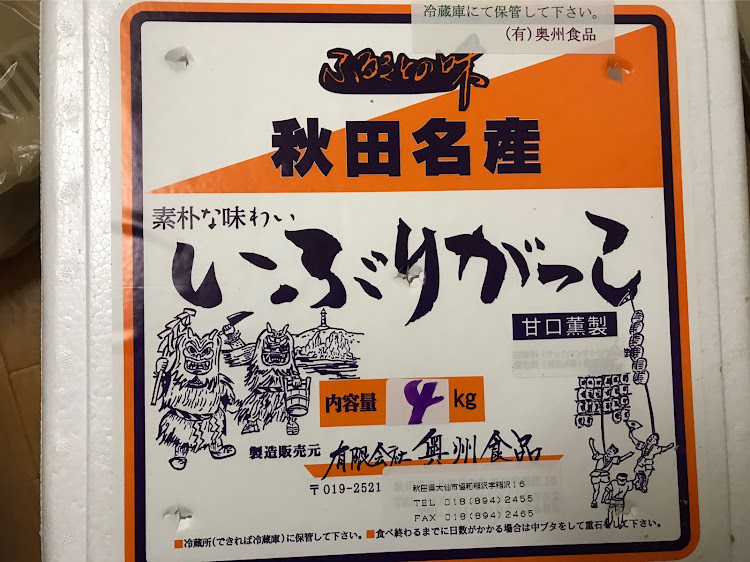 冷蔵庫にて保管して下さい。
(有)奥州食品
ふるさとの味
秋田名産
素朴な味わい
いぶりがっこ
甘口薫製
内容量 4 kg
製造販売元 有限会社 奥州食品
〒019-2521
秋田県大仙市協和稲沢字稲沢16
TEL 018(894)2455
FAX 018(894)2465
■冷蔵所(できれば冷蔵庫)に保管して下さい。■食べ終わるまでに日数がかかる場合は中ブタをして重石をして下さい。